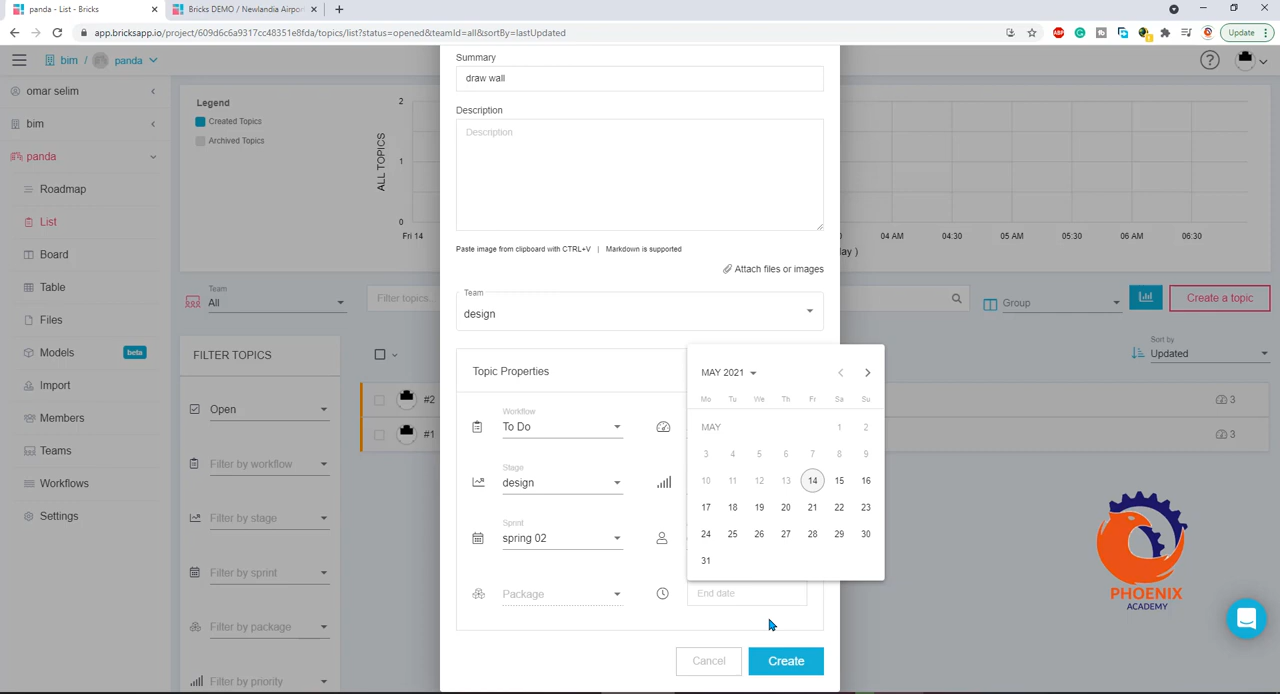 panda - List - Bricks
Bricks DEMO / Newlandia Airpor
app.bricksapp.io/project/609d6c6a9317cc48351e8fda/topics/list?status=opened&teamId=all&sortBy=lastUpdated
Update
bim / panda
omar selim
bim
panda
Roadmap
List
Board
Table
Files
Models beta
Import
Members
Teams
Workflows
Settings
Legend
Created Topics
Archived Topics
ALL TOPICS
2
1
0
Fri 14
04 AM 04:30 05 AM 05:30 06 AM 06:30
Team
All
Filter topics...
Group
Create a topic
FILTER TOPICS
Open
Filter by workflow
Filter by stage
Filter by sprint
Filter by package
Filter by priority
Sort by
Updated
#2 3
#1 3
Summary
draw wall
Description
Description
Paste image from clipboard with CTRL+V | Markdown is supported
Attach files or images
Team
design
Topic Properties
Workflow
To Do
Stage
design
Sprint
spring 02
Package
MAY 2021
Mo Tu We Th Fr Sa Su
MAY 1 2
3 4 5 6 7 8 9
10 11 12 13 14 15 16
17 18 19 20 21 22 23
24 25 26 27 28 29 30
31
End date
Cancel
Create
PHOENIX
ACADEMY